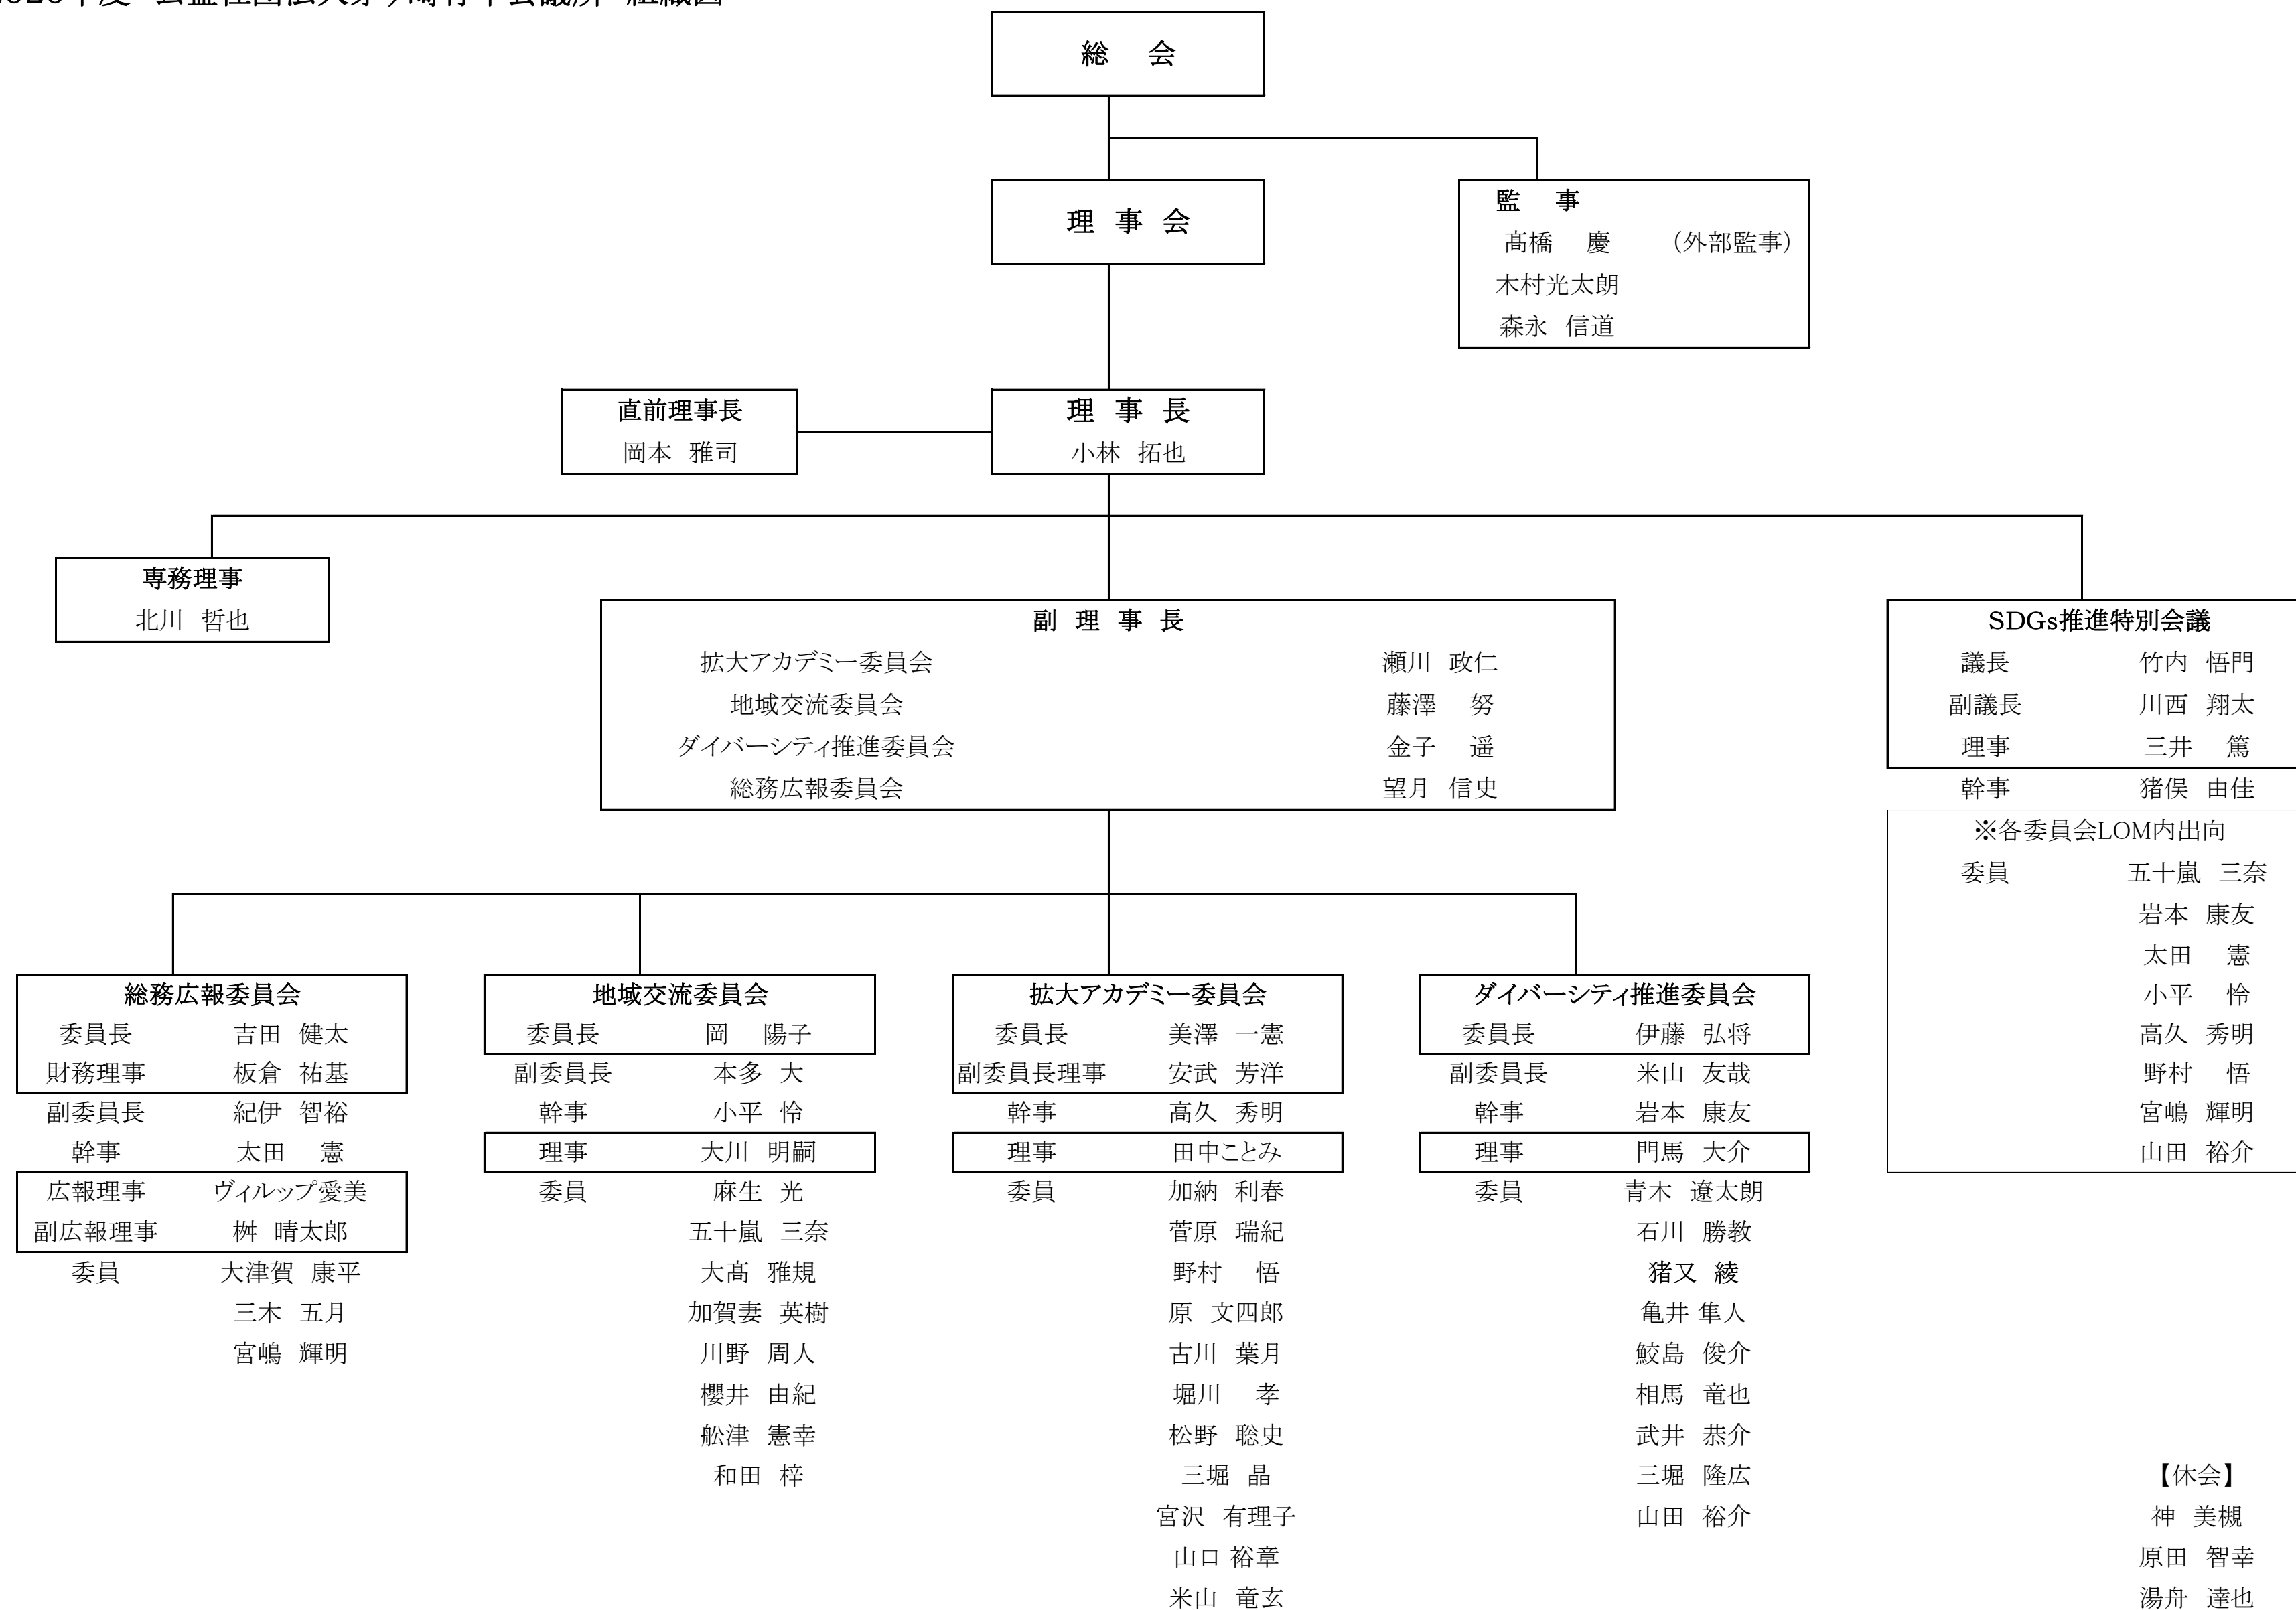 総 会
理 事 会
監 事
髙橋 慶 （外部監事）
木村光太朗
森永 信道
直前理事長
岡本 雅司
理 事 長
小林 拓也
専務理事
北川 哲也
副 理 事 長
拡大アカデミー委員会 瀬川 政仁
地域交流委員会 藤澤 努
ダイバーシティ推進委員会 金子 遥
総務広報委員会 望月 信史
SDGs推進特別会議
議長 竹内 悟門
副議長 川西 翔太
理事 三井 篤
幹事 猪俣 由佳
※各委員会LOM内出向
委員 五十嵐 三奈
岩本 康友
太田 憲
小平 怜
高久 秀明
野村 悟
宮嶋 輝明
山田 裕介
総務広報委員会
委員長 吉田 健太
財務理事 板倉 祐基
副委員長 紀伊 智裕
幹事 太田 憲
広報理事 ヴィルップ愛美
副広報理事 桝 晴太郎
委員 大津賀 康平
三木 五月
宮嶋 輝明
地域交流委員会
委員長 岡 陽子
副委員長 本多 大
幹事 小平 怜
理事 大川 明嗣
委員 麻生 光
五十嵐 三奈
大髙 雅規
加賀妻 英樹
川野 周人
櫻井 由紀
舩津 憲幸
和田 梓
拡大アカデミー委員会
委員長 美澤 一憲
副委員長理事 安武 芳洋
幹事 高久 秀明
理事 田中ことみ
委員 加納 利春
菅原 瑞紀
野村 悟
原 文四郎
古川 葉月
堀川 孝
松野 聡史
三堀 晶
宮沢 有理子
山口 裕章
米山 竜玄
ダイバーシティ推進委員会
委員長 伊藤 弘将
副委員長 米山 友哉
幹事 岩本 康友
理事 門馬 大介
委員 青木 遼太朗
石川 勝教
猪又 綾
亀井 隼人
鮫島 俊介
相馬 竜也
武井 恭介
三堀 隆広
山田 裕介
【休会】
神 美槻
原田 智幸
湯舟 達也